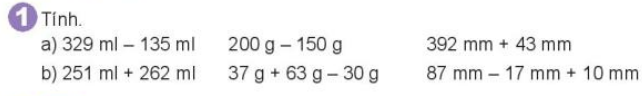 1 Tính.
a) 329 ml – 135 ml 200 g – 150 g 392 mm + 43 mm
b) 251 ml + 262 ml 37 g + 63 g – 30 g 87 mm – 17 mm + 10 mm